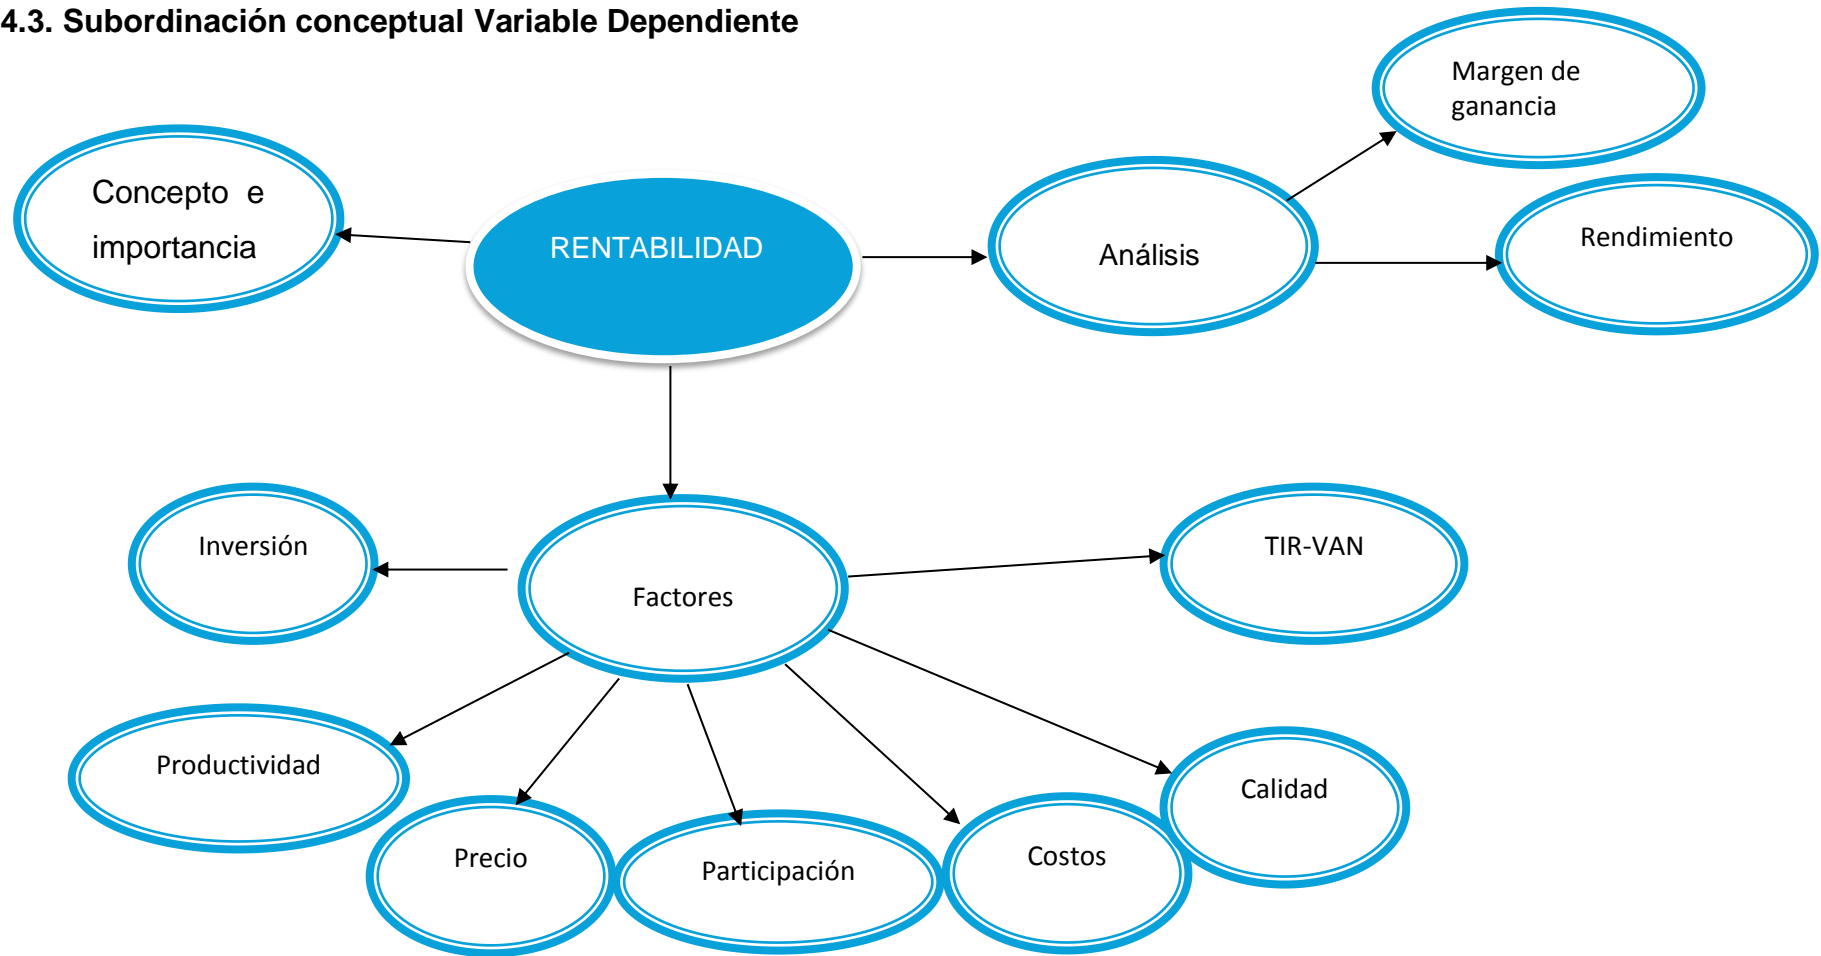 4.3. Subordinación conceptual Variable Dependiente
Margen de
ganancia
Concepto e
importancia
RENTABILIDAD
Análisis
Rendimiento
Inversión
Factores
TIR-VAN
Productividad
Precio
Participación
Costos
Calidad